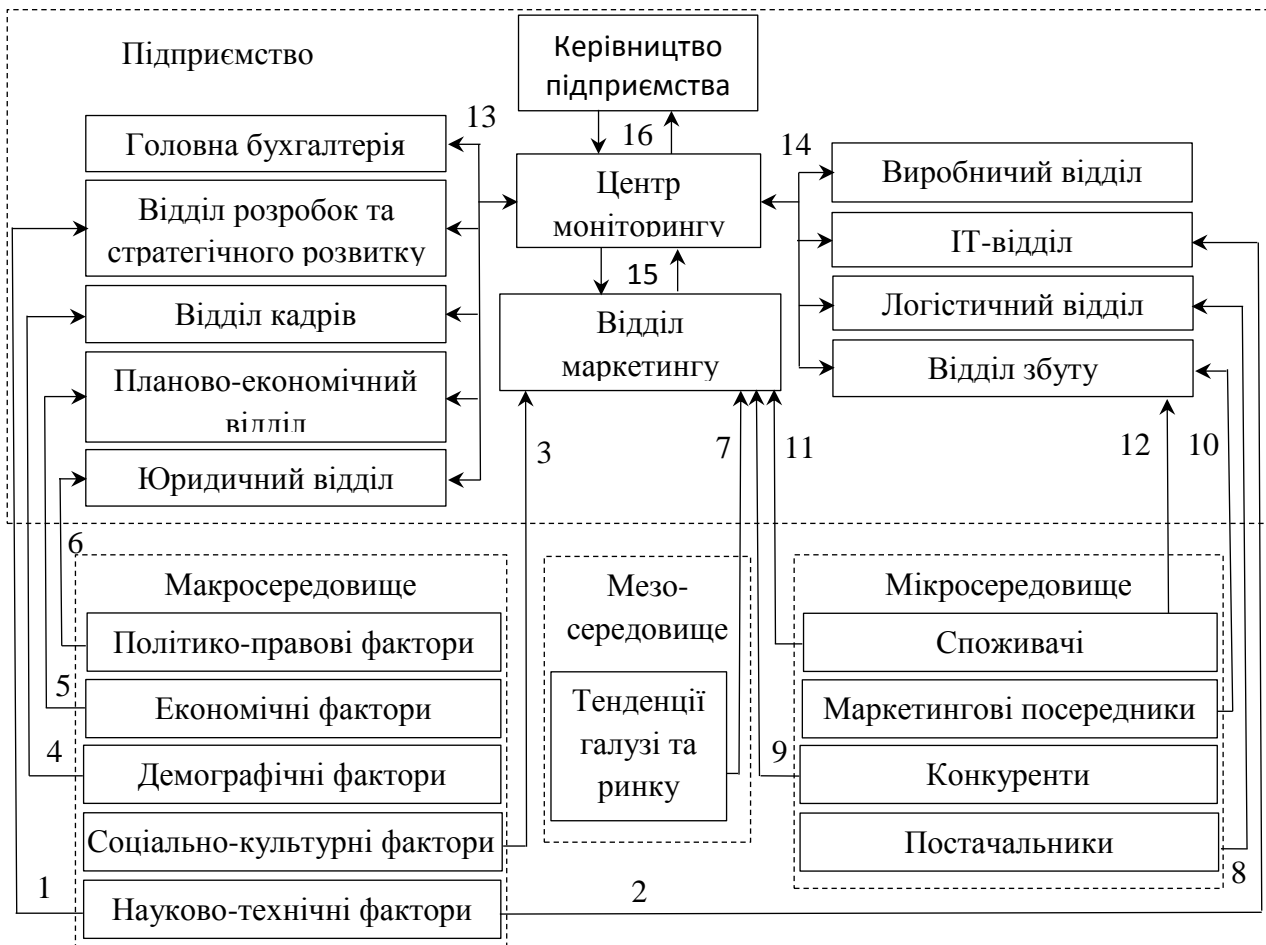 Підприємство
Керівництво
підприємства
13
16
14
Головна бухгалтерія
Відділ розробок та
стратегічного розвитку
Відділ кадрів
Планово-економічний
відділ
Юридичний відділ
Центр
моніторингу
15
Відділ
маркетингу
Виробничий відділ
ІТ-відділ
Логістичний відділ
Відділ збуту
3
7
11
12
10
6
Макросередовище
Політико-правові фактори
5
Економічні фактори
4
Демографічні фактори
Соціально-культурні фактори
1
Науково-технічні фактори
2
Мезо-
середовище
Тенденції
галузі та
ринку
9
Мікросередовище
Споживачі
Маркетингові посередники
Конкуренти
Постачальники
8